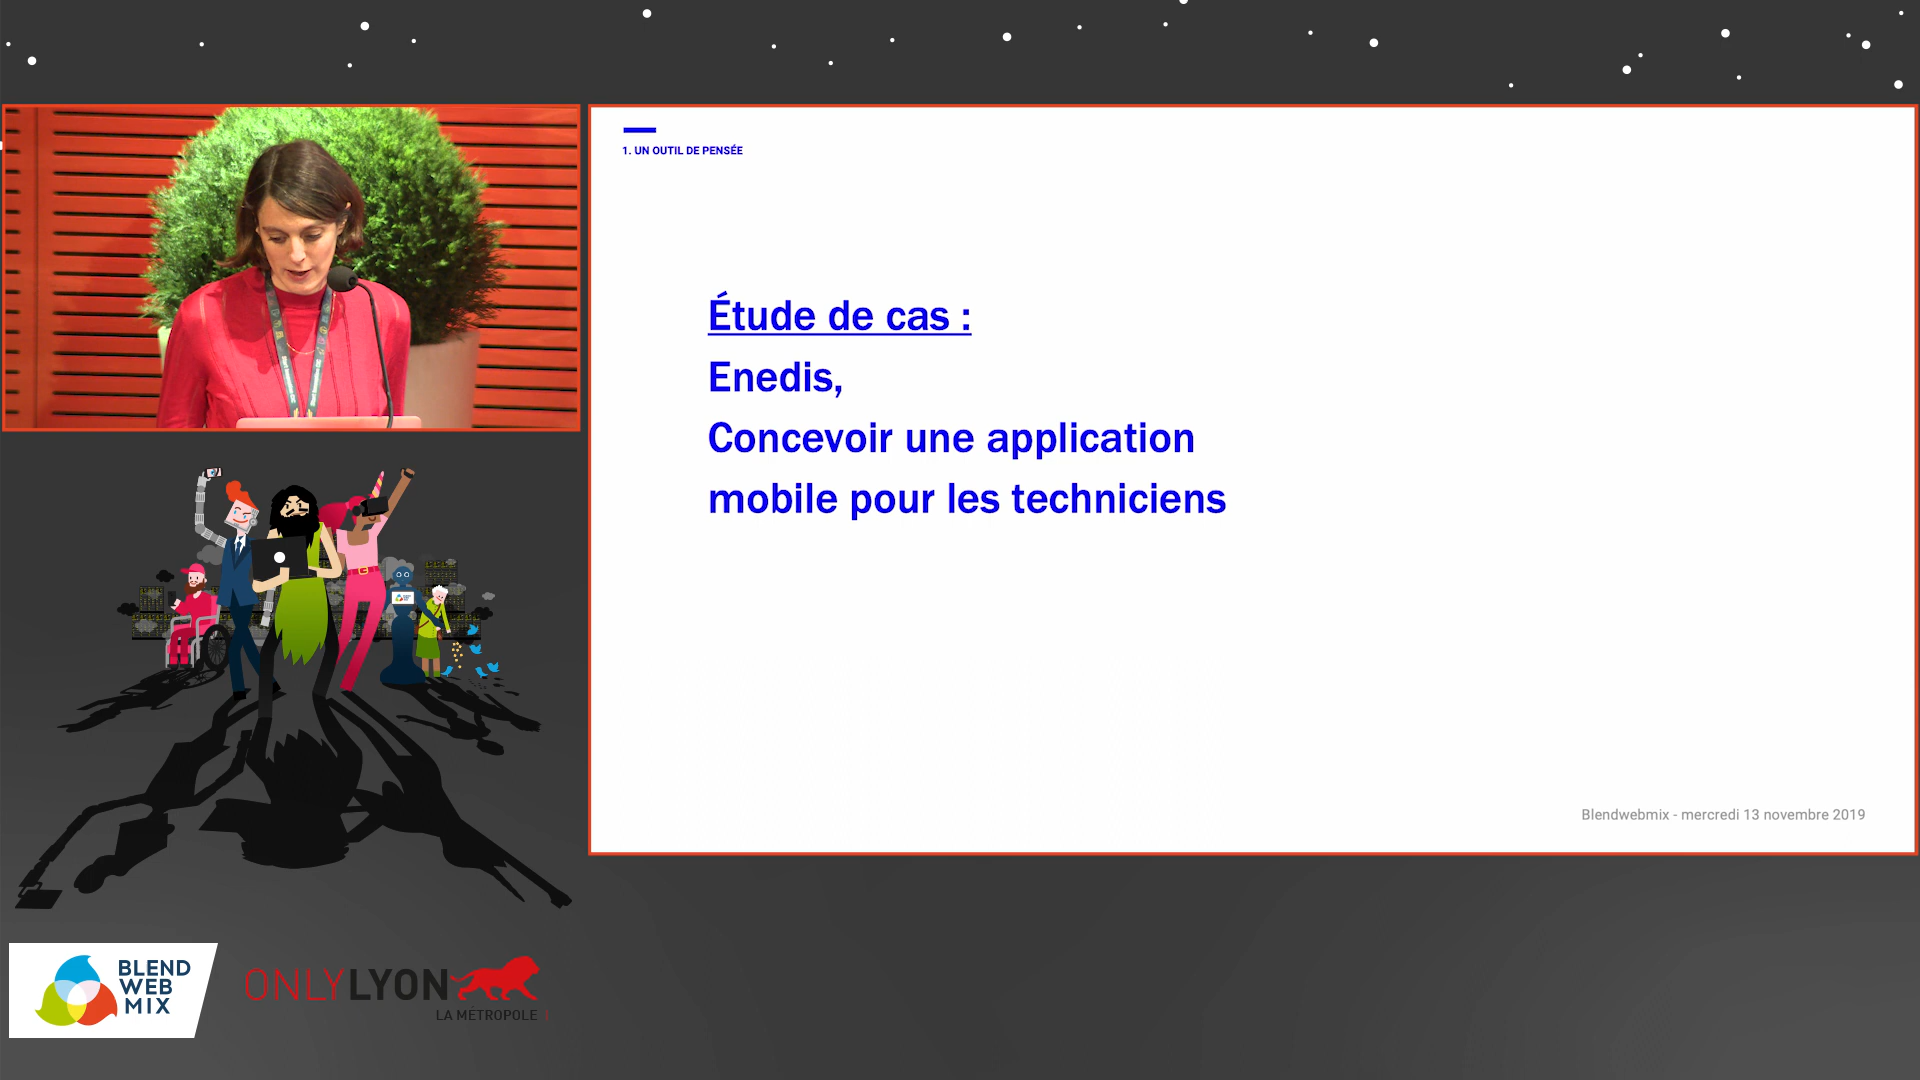 1. UN OUTIL DE PENSÉE
Étude de cas :
Enedis,
Concevoir une application
mobile pour les techniciens
Blendwebmix - mercredi 13 novembre 2019
BLEND
WEB
MIX
ONLYLYON
LA MÉTROPOLE